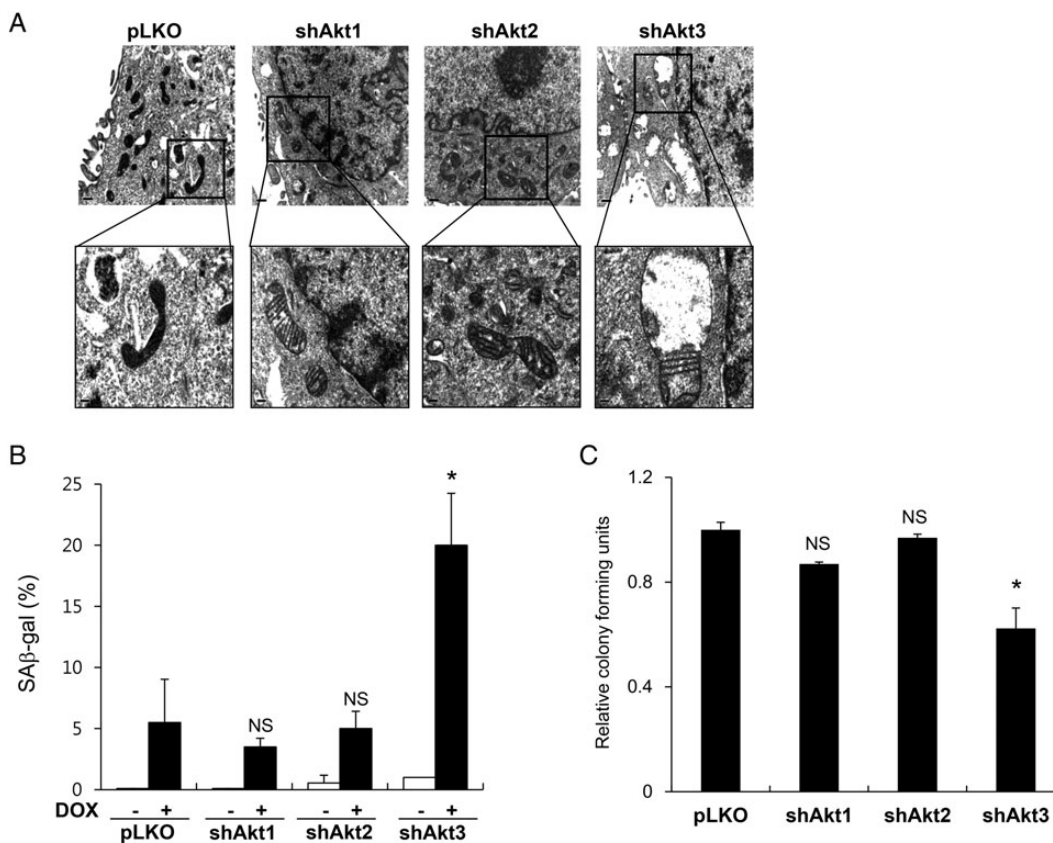 A
pLKO shAkt1 shAkt2 shAkt3
B
SAβ-gal (%)
25
20
15
10
5
0
NS
NS
*
DOX - + - + - + - +
pLKO shAkt1 shAkt2 shAkt3
C
Relative colony forming units
1.2
0.8
0.4
0
NS
NS
*
pLKO shAkt1 shAkt2 shAkt3